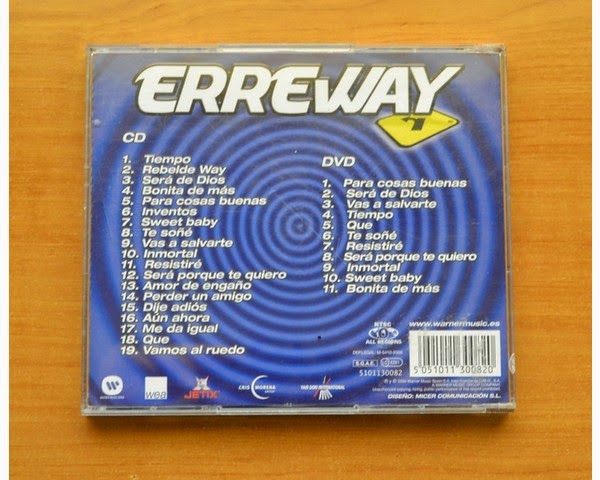 ERREWAY
CD
1. Tiempo
2. Rebelde Way
3. Será de Dios
4. Bonita de más
5. Para cosas buenas
6. Inventos
7. Sweet baby
8. Te soñé
9. Vas a salvarte
10. Inmortal
11. Resistiré
12. Será porque te quiero
13. Amor de engaño
14. Perder un amigo
15. Dije adiós
16. Aún ahora
17. Me da igual
18. Que
19. Vamos al ruedo
DVD
1. Para cosas buenas
2. Será de Dios
3. Vas a salvarte
4. Tiempo
5. Que
6. Te soñé
7. Resistiré
8. Será porque te quiero
9. Inmortal
10. Sweet baby
11. Bonita de más
NTSC
ALL REGIONS
www.warnermusic.es
S.G.A.E.
5101130082
5 051011 300820
wea
JETIX
CRIS MORENA
YAIR DORI INTERNATIONAL
DISEÑO: MICER COMUNICACIÓN S.L.